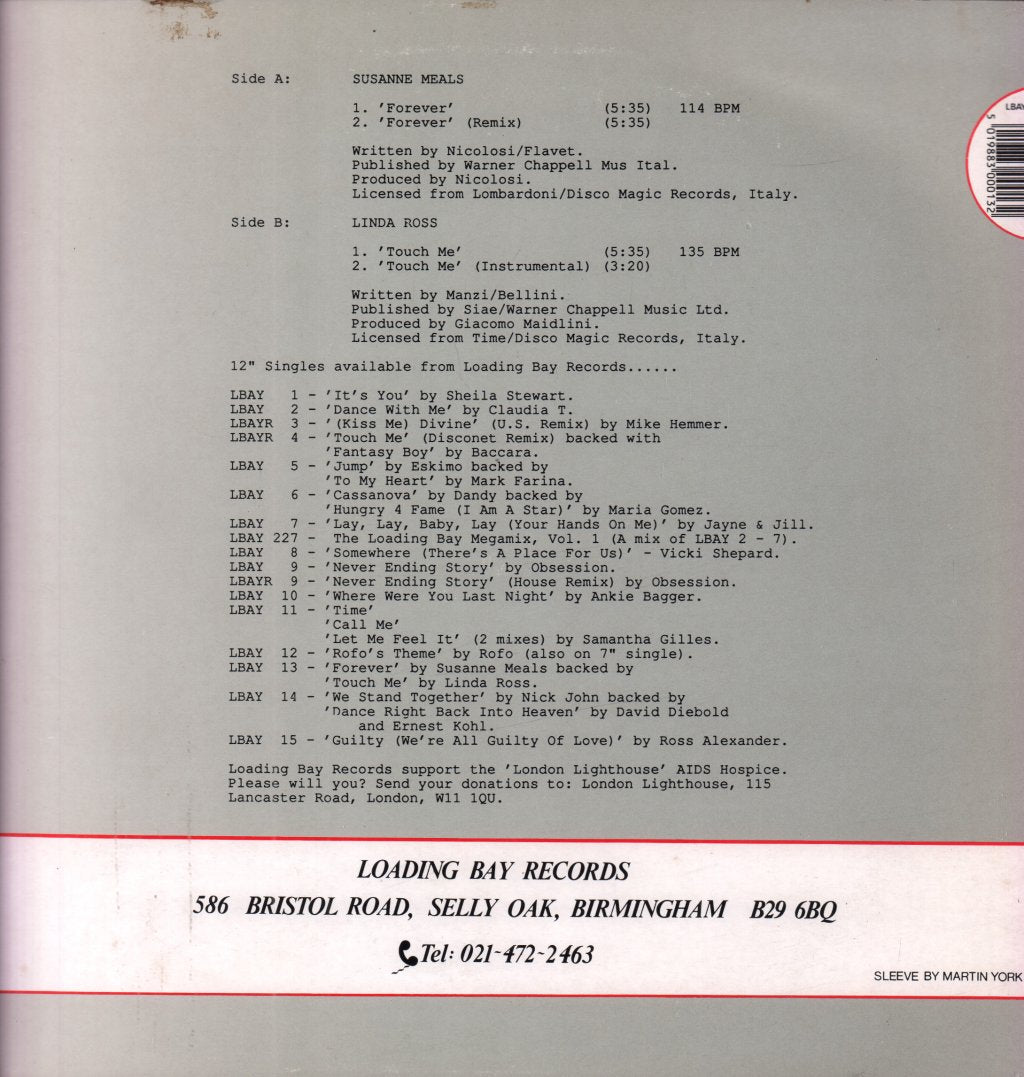 Side A: SUSANNE MEALS
1. 'Forever' (5:35) 114 BPM
2. 'Forever' (Remix) (5:35)
Written by Nicolosi/Flavet.
Published by Warner Chappell Mus Ital.
Produced by Nicolosi.
Licensed from Lombardoni/Disco Magic Records, Italy.
Side B: LINDA ROSS
1. 'Touch Me' (5:35) 135 BPM
2. 'Touch Me' (Instrumental) (3:20)
Written by Manzi/Bellini.
Published by Siae/Warner Chappell Music Ltd.
Produced by Giacomo Maidlini.
Licensed from Time/Disco Magic Records, Italy.
12" Singles available from Loading Bay Records......
LBAY 1 - 'It's You' by Sheila Stewart.
LBAY 2 - 'Dance With Me' by Claudia T.
LBAYR 3 - '(Kiss Me) Divine' (U.S. Remix) by Mike Hemmer.
LBAYR 4 - 'Touch Me' (Disconet Remix) backed with
'Fantasy Boy' by Baccara.
LBAY 5 - 'Jump' by Eskimo backed by
'To My Heart' by Mark Farina.
LBAY 6 - 'Cassanova' by Dandy backed by
'Hungry 4 Fame (I Am A Star)' by Maria Gomez.
LBAY 7 - 'Lay, Lay, Baby, Lay (Your Hands On Me)' by Jayne & Jill.
LBAY 227 - The Loading Bay Megamix, Vol. 1 (A mix of LBAY 2 - 7).
LBAY 8 - 'Somewhere (There's A Place For Us)' - Vicki Shepard.
LBAY 9 - 'Never Ending Story' by Obsession.
LBAYR 9 - 'Never Ending Story' (House Remix) by Obsession.
LBAY 10 - 'Where Were You Last Night' by Ankie Bagger.
LBAY 11 - 'Time'
'Call Me'
'Let Me Feel It' (2 mixes) by Samantha Gilles.
LBAY 12 - 'Rofo's Theme' by Rofo (also on 7" single).
LBAY 13 - 'Forever' by Susanne Meals backed by
'Touch Me' by Linda Ross.
LBAY 14 - 'We Stand Together' by Nick John backed by
'Dance Right Back Into Heaven' by David Diebold
and Ernest Kohl.
LBAY 15 - 'Guilty (We're All Guilty Of Love)' by Ross Alexander.
Loading Bay Records support the 'London Lighthouse' AIDS Hospice.
Please will you? Send your donations to: London Lighthouse, 115
Lancaster Road, London, W11 1QU.
LOADING BAY RECORDS
586 BRISTOL ROAD, SELLY OAK, BIRMINGHAM B29 6BQ
Tel: 021-472-2463
SLEEVE BY MARTIN YORK
LBAY
5 019883 000132